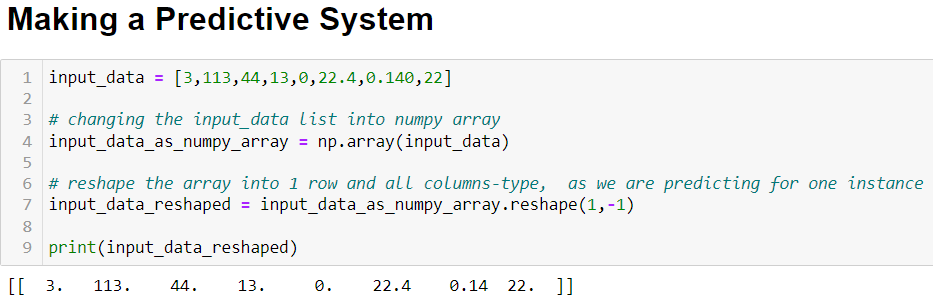 Making a Predictive System
1 input_data = [3,113,44,13,0,22.4,0.140,22]
2
3 # changing the input_data list into numpy array
4 input_data_as_numpy_array = np.array(input_data)
5
6 # reshape the array into 1 row and all columns-type,  as we are predicting for one instance
7 input_data_reshaped = input_data_as_numpy_array.reshape(1,-1)
8
9 print(input_data_reshaped)
[[  3.   113.    44.    13.     0.    22.4    0.14  22.  ]]